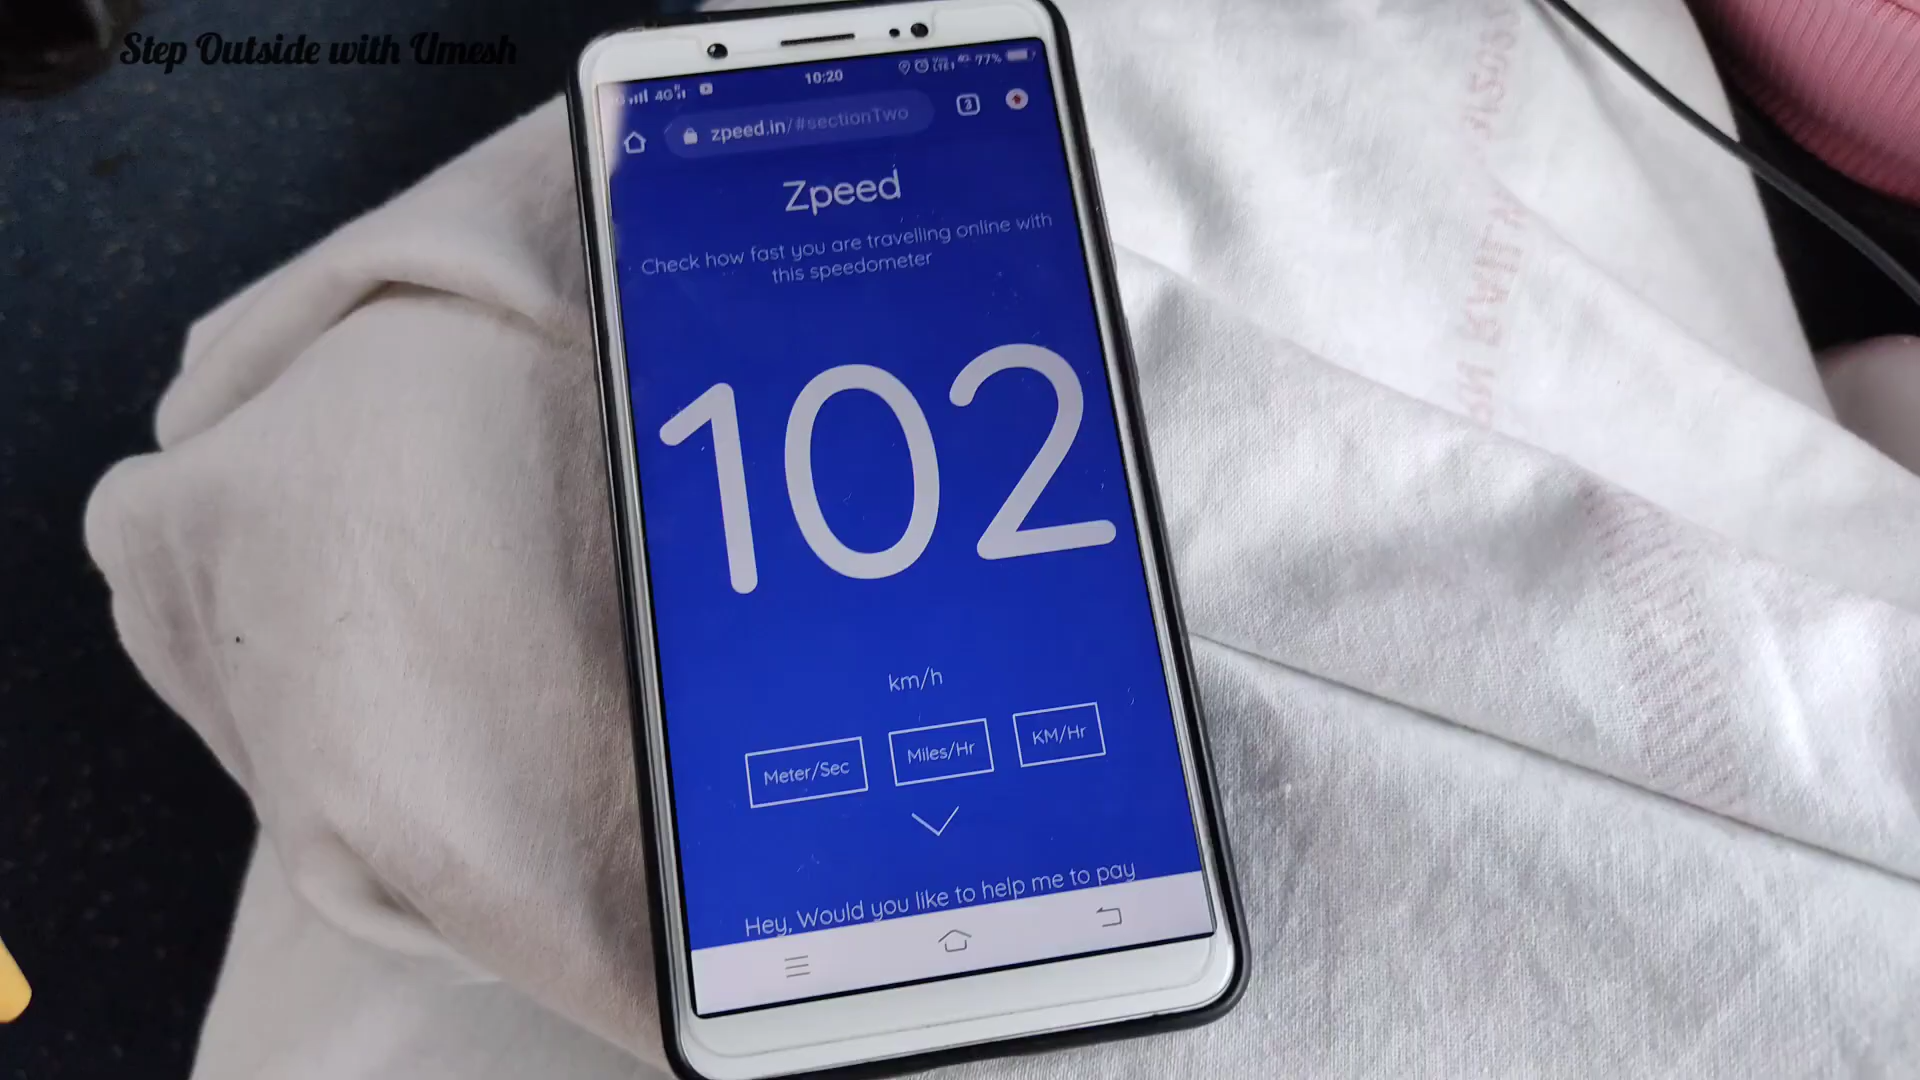 Step Outside with Umesh
10:20
4G
77%
zpeed.in/#sectionTwo
3
Zpeed
Check how fast you are travelling online with
this speedometer
102
km/h
Meter/Sec
Miles/Hr
KM/Hr
Hey, Would you like to help me to pay